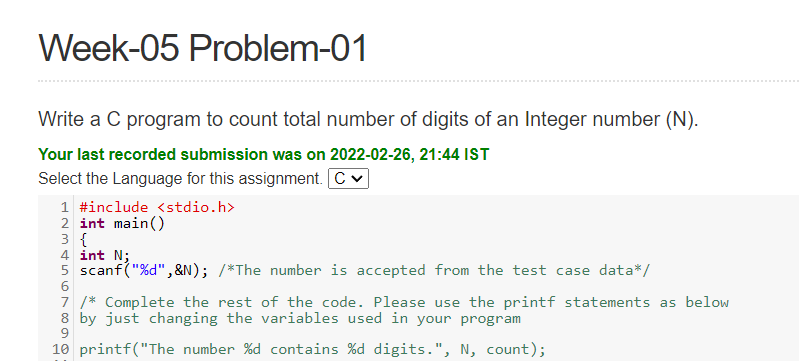 Week-05 Problem-01
Write a C program to count total number of digits of an Integer number (N).
Your last recorded submission was on 2022-02-26, 21:44 IST
Select the Language for this assignment. C
1 #include <stdio.h>
2 int main()
3 {
4 int N;
5 scanf("%d",&N); /*The number is accepted from the test case data*/
6
7 /* Complete the rest of the code. Please use the printf statements as below
8 by just changing the variables used in your program
9
10 printf("The number %d contains %d digits.", N, count);